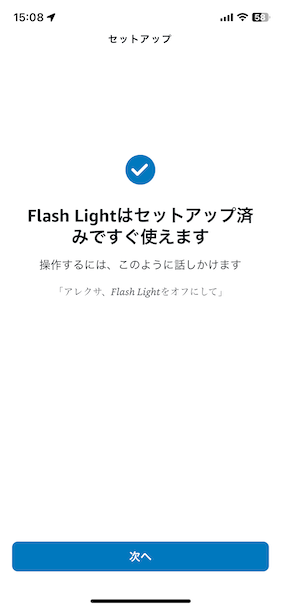 15:08
58
セットアップ
Flash Lightはセットアップ済
みですぐ使えます
操作するには、このように話しかけます
「アレクサ、Flash Lightをオフにして」
次へ